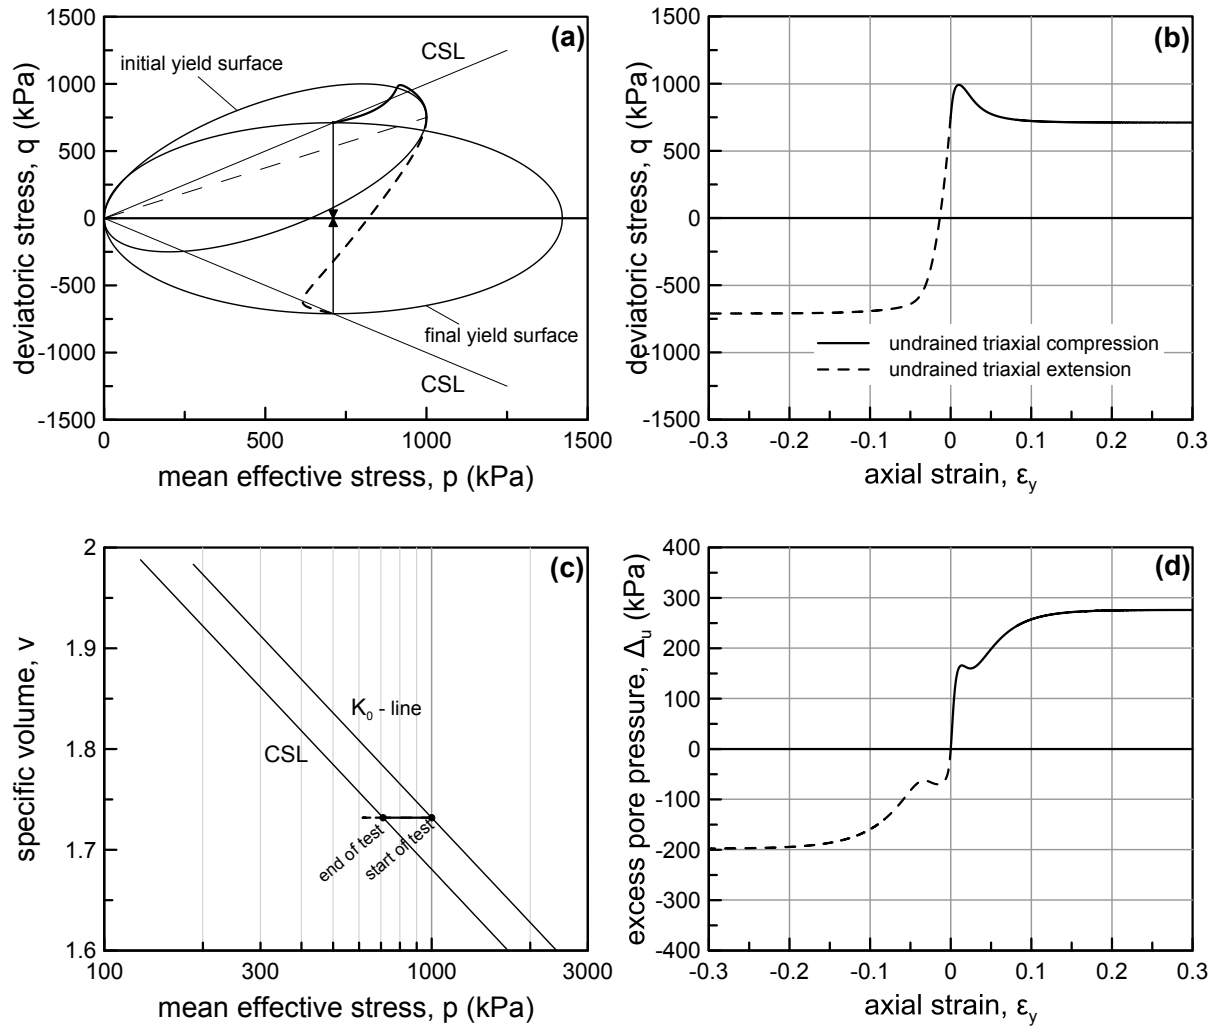 1500
1000
500
0
-500
-1000
-1500
deviatoric stress, q (kPa)
(a)
CSL
initial yield surface
final yield surface
CSL
0
500
1000
1500
mean effective stress, p (kPa)
1500
1000
500
0
-500
-1000
-1500
deviatoric stress, q (kPa)
(b)
undrained triaxial compression
undrained triaxial extension
-0.3
-0.2
-0.1
0
0.1
0.2
0.3
axial strain, εy
2
1.9
1.8
1.7
1.6
specific volume, v
(c)
K0 - line
CSL
end of test
start of test
100
300
1000
3000
mean effective stress, p (kPa)
400
300
200
100
0
-100
-200
-300
-400
excess pore pressure, Δu (kPa)
(d)
-0.3
-0.2
-0.1
0
0.1
0.2
0.3
axial strain, εy